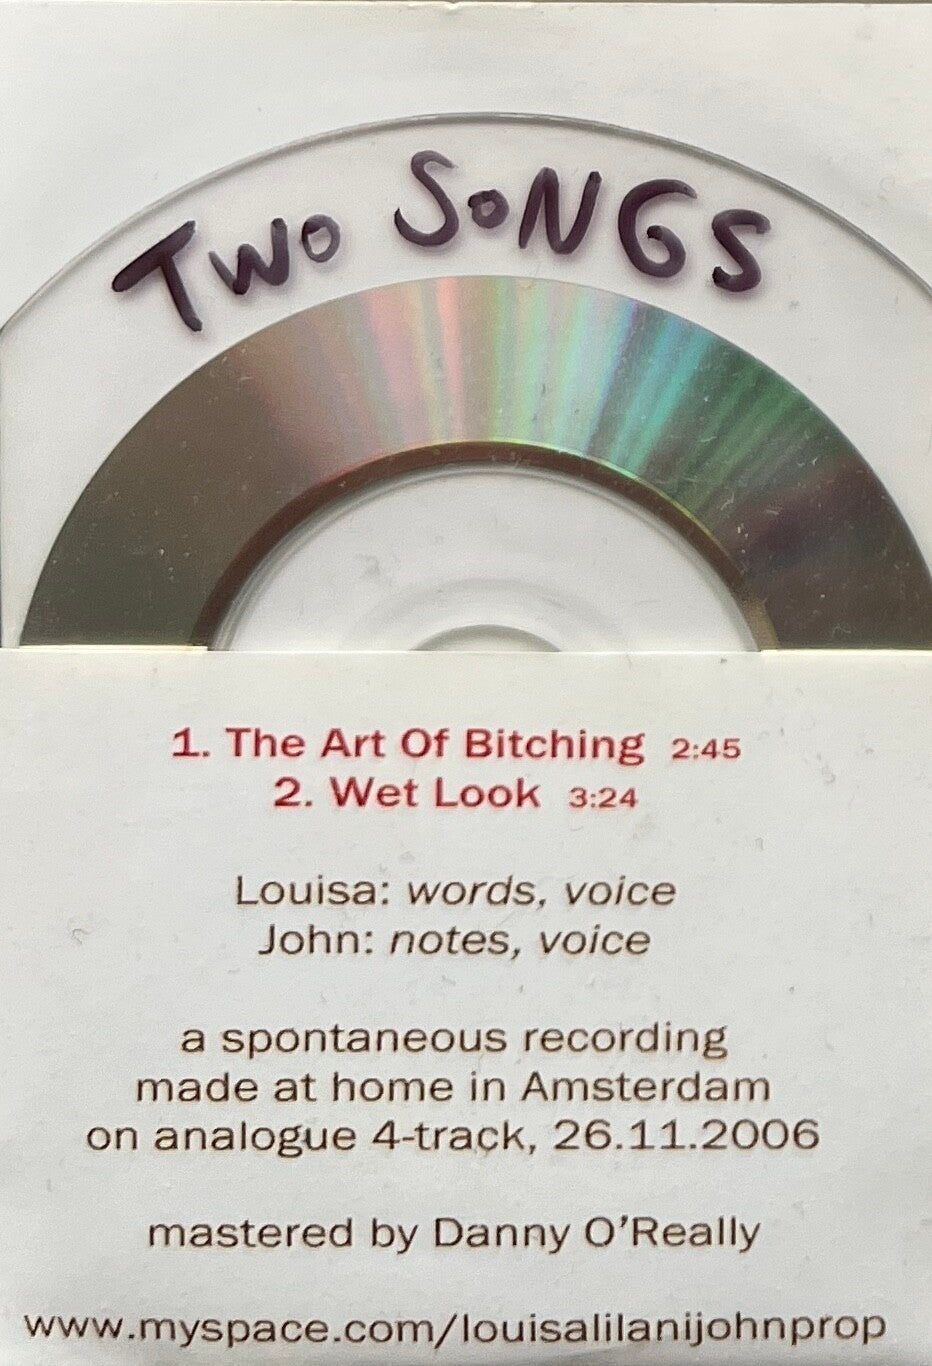 TWO SONGS
1. The Art Of Bitching 2:45
2. Wet Look 3:24
Louisa: words, voice
John: notes, voice
a spontaneous recording
made at home in Amsterdam
on analogue 4-track, 26.11.2006
mastered by Danny O’Really
www.myspace.com/louisalilanijohnprop